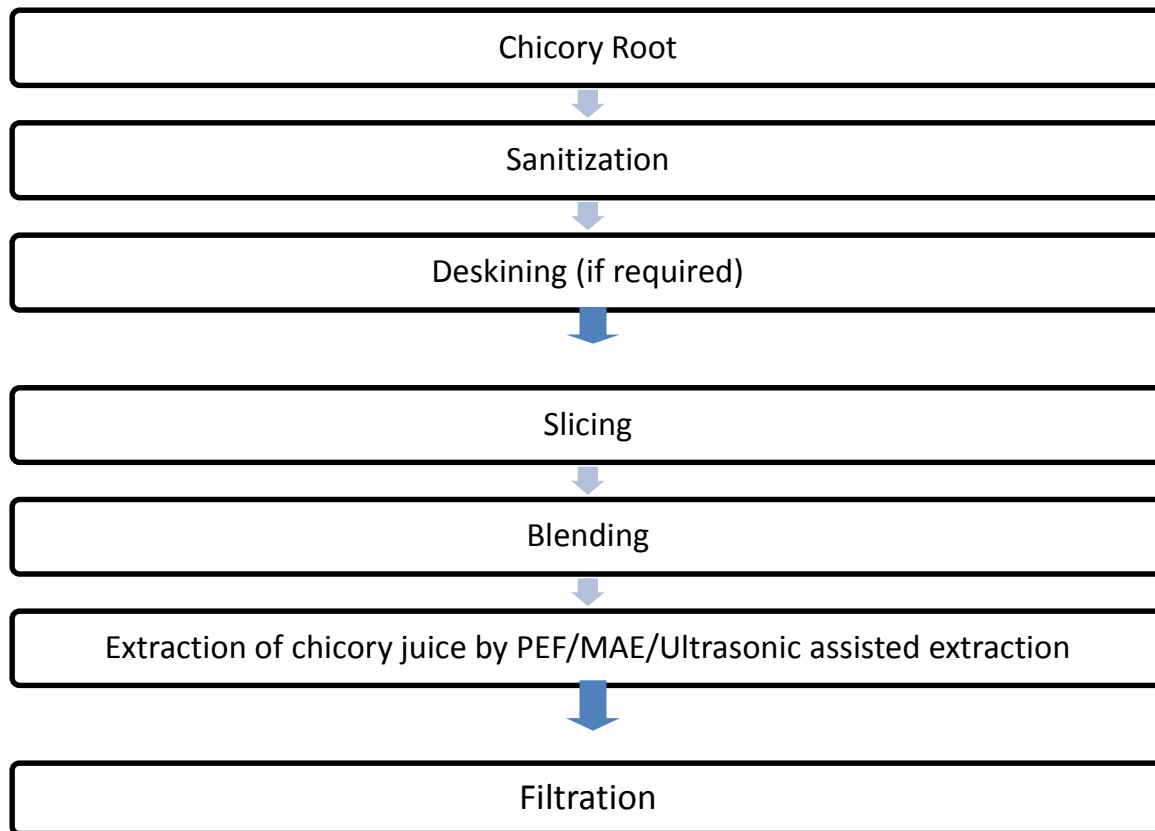 Chicory Root
Sanitization
Deskining (if required)
Slicing
Blending
Extraction of chicory juice by PEF/MAE/Ultrasonic assisted extraction
Filtration